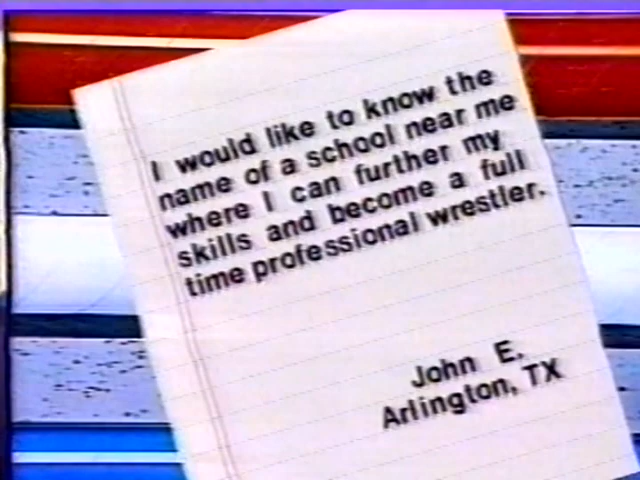 I would like to know the
name of a school near me
where I can further my
skills and become a full
time professional wrestler.
John E.
Arlington, TX